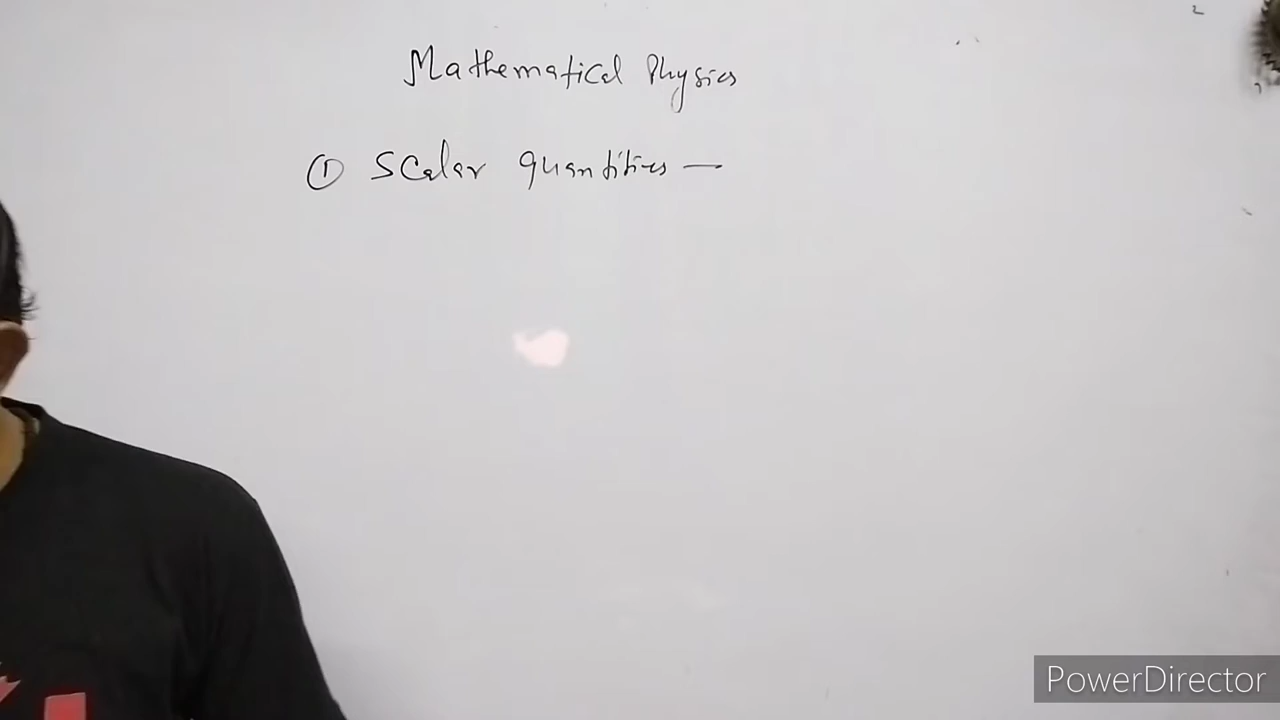 Mathematical Physics
① Scalar quantities —
PowerDirector